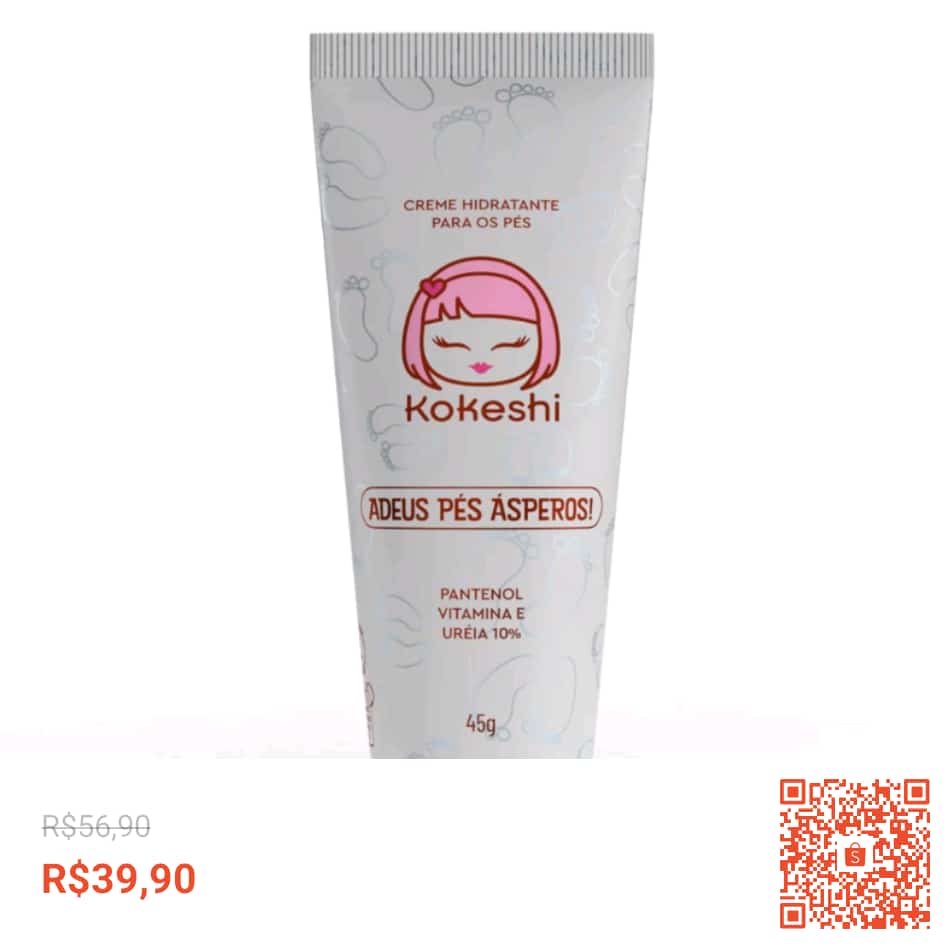 CREME HIDRATANTE
PARA OS PÉS
Kokeshi
ADEUS PÉS ÁSPEROS!
PANTENOL
VITAMINA E
URÉIA 10%
45g
R$56,90
R$39,90